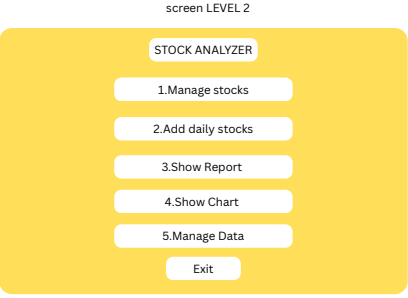 screen LEVEL 2
STOCK ANALYZER
1.Manage stocks
2.Add daily stocks
3.Show Report
4.Show Chart
5.Manage Data
Exit